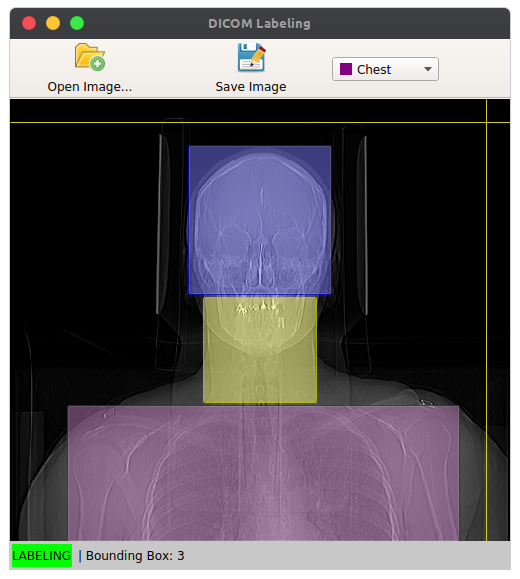 DICOM Labeling
Open Image...
Save Image
Chest
LABELING | Bounding Box: 3